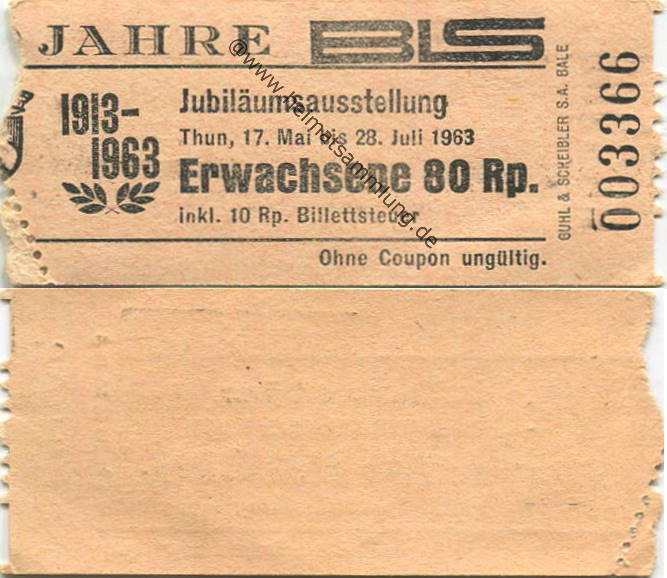 JAHRE BLS
1913-
1963
Jubiläumsausstellung
Thun, 17. Mai bis 28. Juli 1963
Erwachsene 80 Rp.
inkl. 10 Rp. Billettsteuer
Ohne Coupon ungültig.
GUHL & SCHEIBLER S.A. BALE
003366
@www.heimatsammlung.de